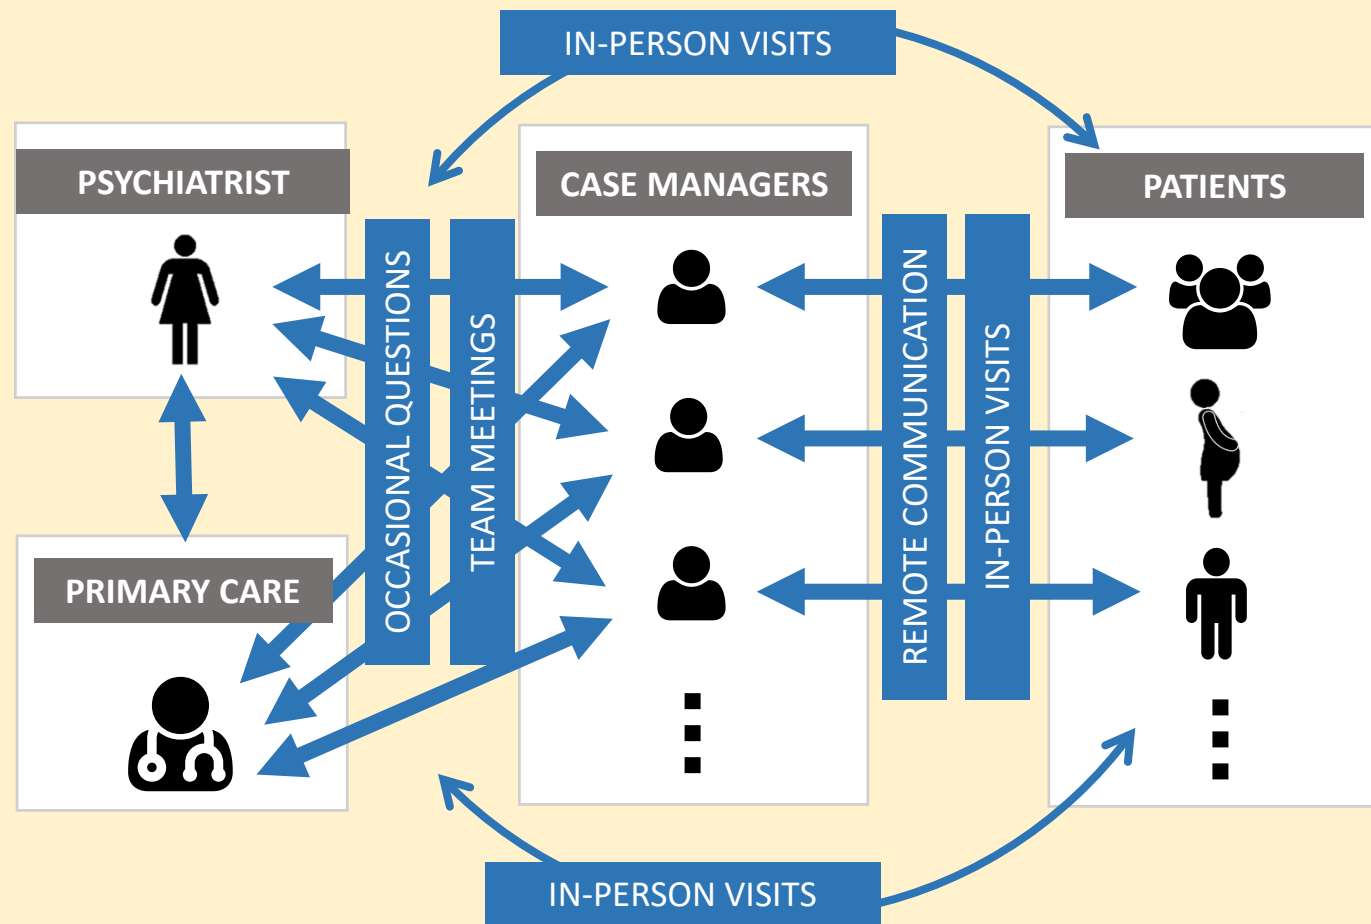 IN-PERSON VISITS
PSYCHIATRIST
CASE MANAGERS
PATIENTS
OCCASIONAL QUESTIONS
TEAM MEETINGS
REMOTE COMMUNICATION
IN-PERSON VISITS
PRIMARY CARE
IN-PERSON VISITS